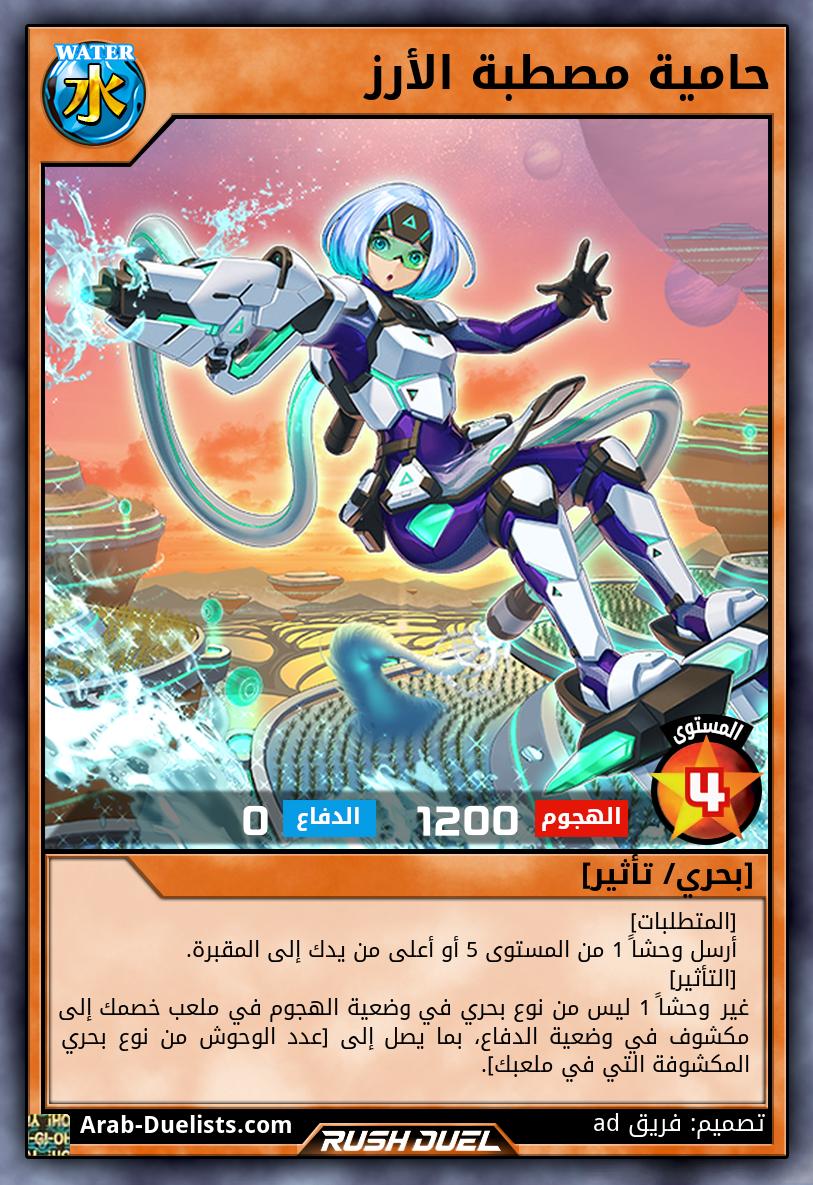 WATER
水
حامية مصطبة الأرز
المستوى
4
الهجوم 1200 الدفاع 0
[بحري/ تأثير]
[المتطلبات]
أرسل وحشاً 1 من المستوى 5 أو أعلى من يدك إلى المقبرة.
[التأثير]
غير وحشاً 1 ليس من نوع بحري في وضعية الهجوم في ملعب خصمك إلى
مكشوف في وضعية الدفاع، بما يصل إلى [عدد الوحوش من نوع بحري
المكشوفة التي في ملعبك].
تصميم: فريق ad
Arab-Duelists.com
RUSH DUEL